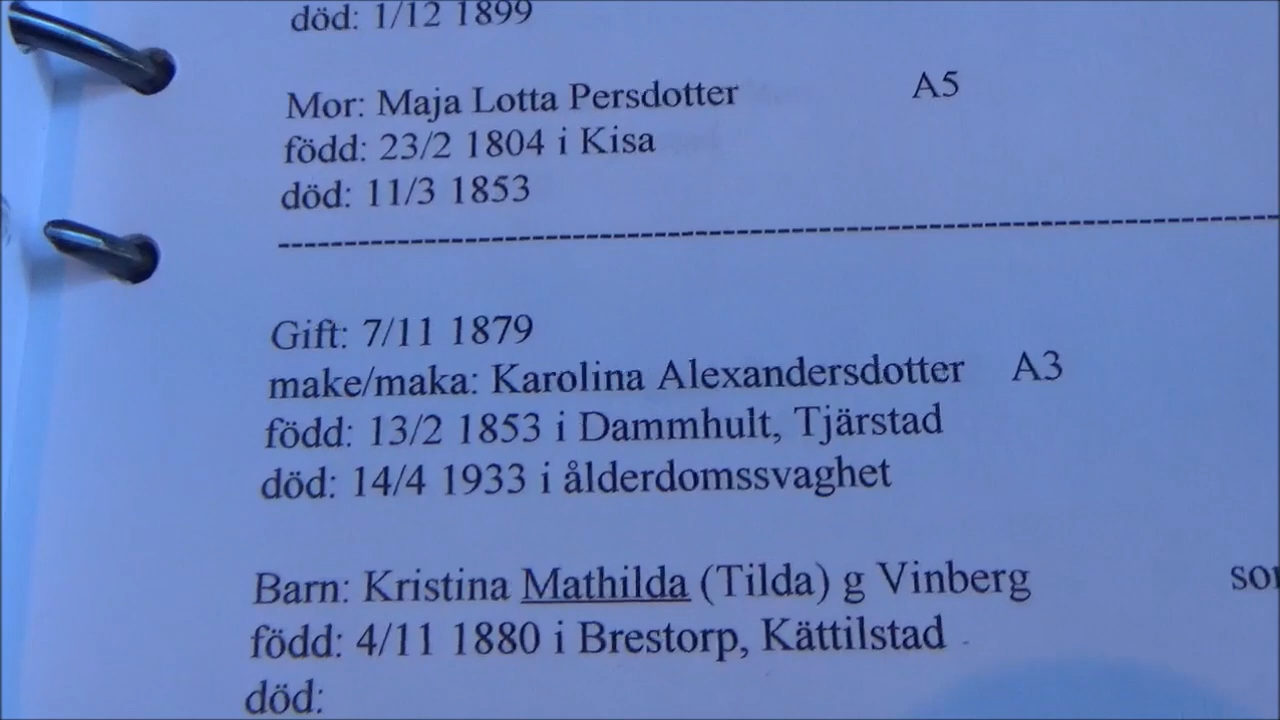 död: 1/12 1899
Mor: Maja Lotta Persdotter A5
född: 23/2 1804 i Kisa
död: 11/3 1853
--------------------------------------------------------------------------------
Gift: 7/11 1879
make/maka: Karolina Alexandersdotter A3
född: 13/2 1853 i Dammhult, Tjärstad
död: 14/4 1933 i ålderdomssvaghet
Barn: Kristina Mathilda (Tilda) g Vinberg
född: 4/11 1880 i Brestorp, Kättilstad
död: